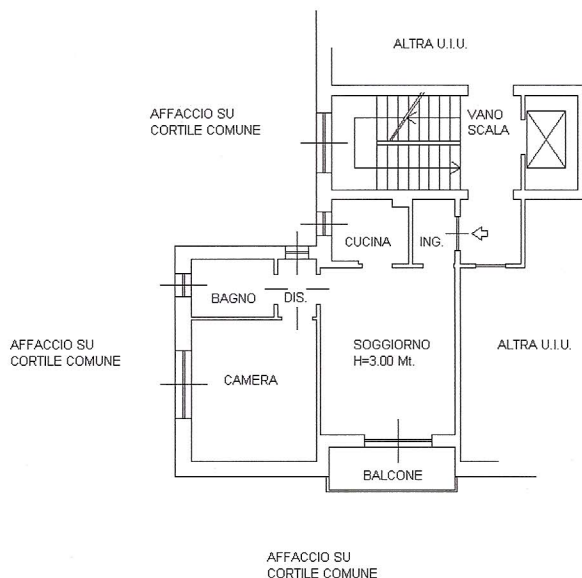 ALTRA U.I.U.
AFFACCIO SU
CORTILE COMUNE
VANO
SCALA
CUCINA
ING.
BAGNO
DIS.
AFFACCIO SU
CORTILE COMUNE
SOGGIORNO
H=3.00 Mt.
ALTRA U.I.U.
CAMERA
BALCONE
AFFACCIO SU
CORTILE COMUNE